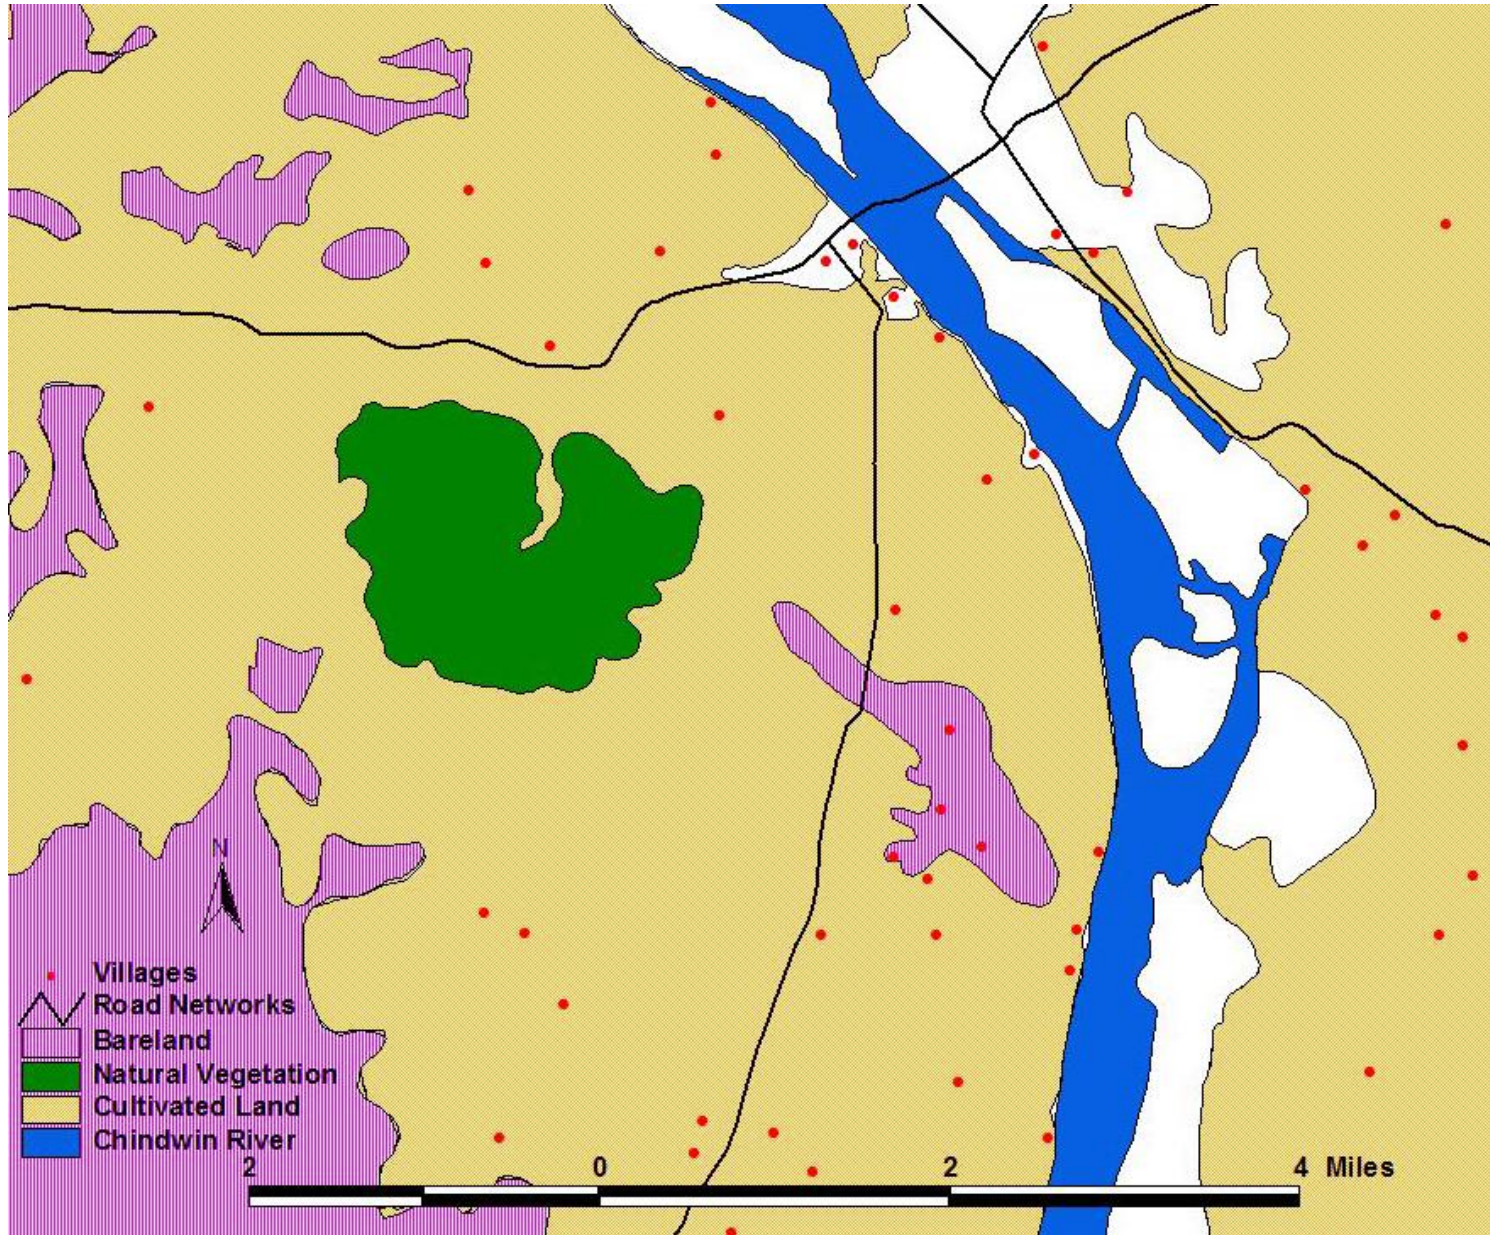 N
Villages
Road Networks
Bareland
Natural Vegetation
Cultivated Land
Chindwin River
2 0 2 4 Miles